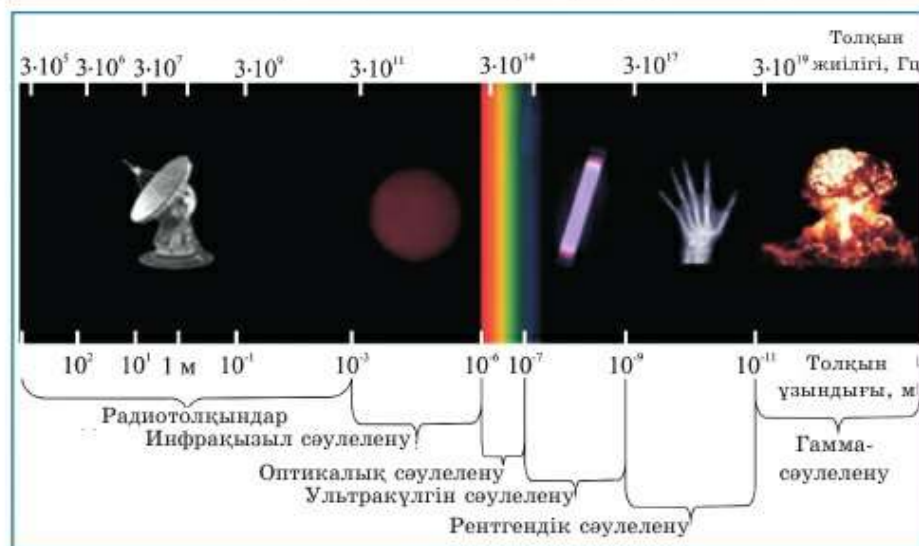 Толқын
3·10⁵ 3·10⁶ 3·10⁷ 3·10⁹ 3·10¹¹ 3·10¹⁴ 3·10¹⁷ 3·10¹⁹ жиілігі, Гц
10² 10¹ 1 м 10⁻¹ 10⁻³ 10⁻⁶ 10⁻⁷ 10⁻⁹ 10⁻¹¹ Толқын
ұзындығы, м
Радиотолқындар
Инфрақызыл сәулелену
Гамма-
сәулелену
Оптикалық сәулелену
Ультракүлгін сәулелену
Рентгендік сәулелену